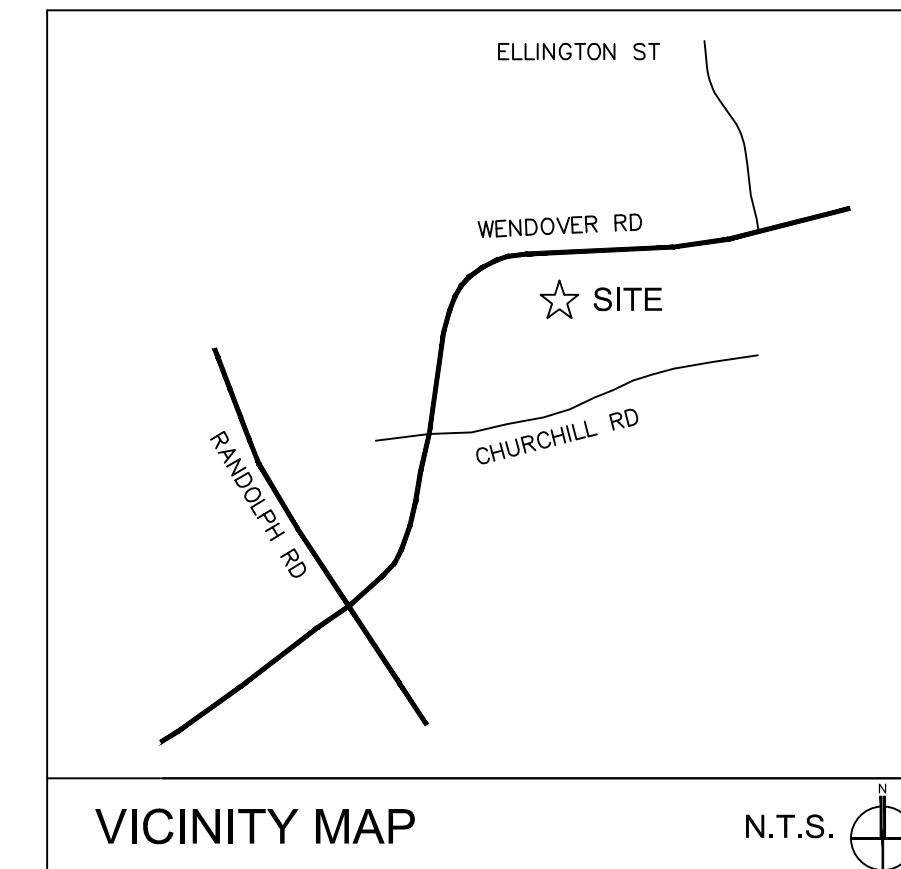 ELLINGTON ST
WENDOVER RD
SITE
CHURCHILL RD
RANDOLPH RD
VICINITY MAP
N.T.S.
N